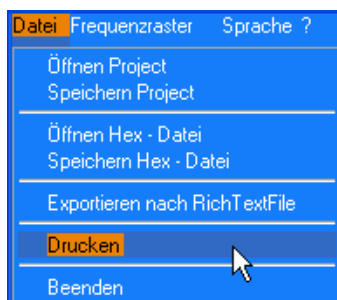 Datei Frequenzraster Sprache ?
Öffnen Project
Speichern Project
Öffnen Hex - Datei
Speichern Hex - Datei
Exportieren nach RichTextFile
Drucken
Beenden